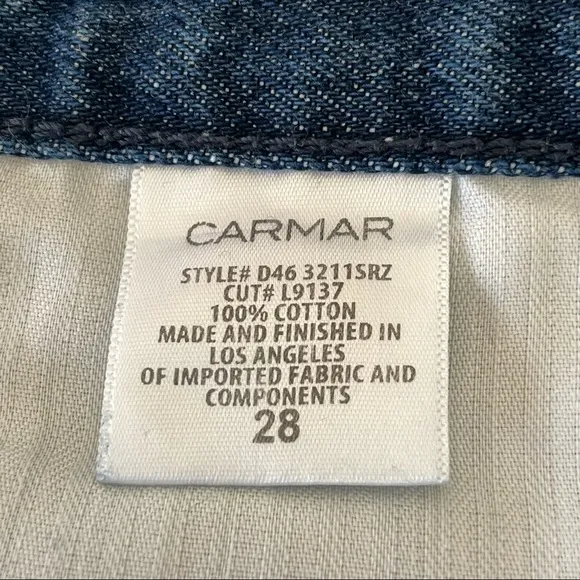 CARMAR
STYLE# D46 3211SRZ
CUT# L9137
100% COTTON
MADE AND FINISHED IN
LOS ANGELES
OF IMPORTED FABRIC AND
COMPONENTS
28